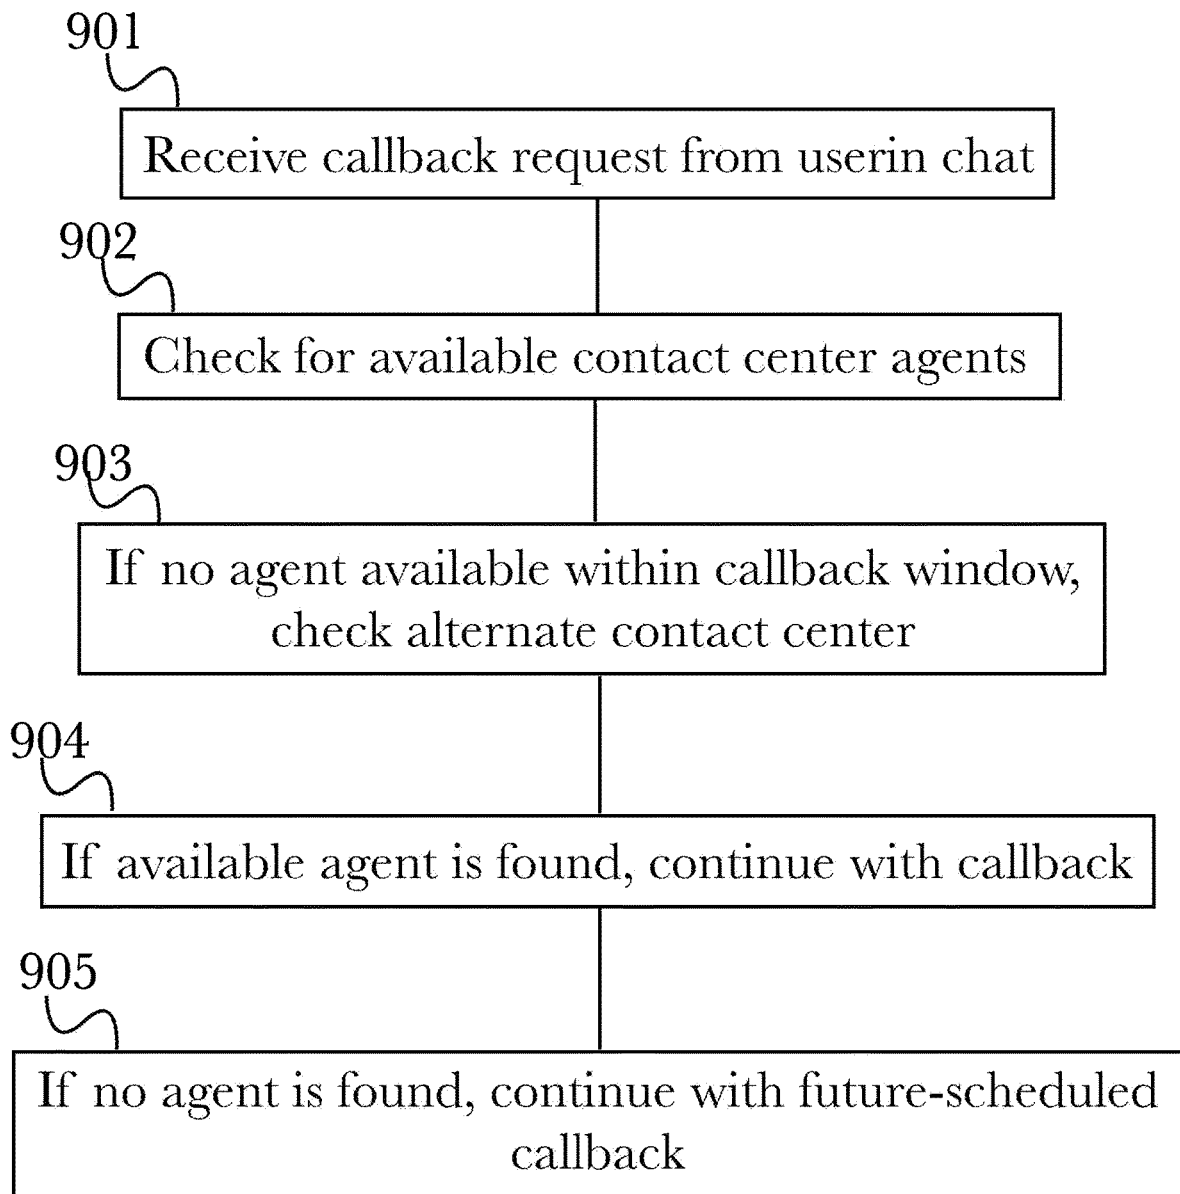 901
Receive callback request from userin chat
902
Check for available contact center agents
903
If no agent available within callback window,
check alternate contact center
904
If available agent is found, continue with callback
905
If no agent is found, continue with future-scheduled
callback